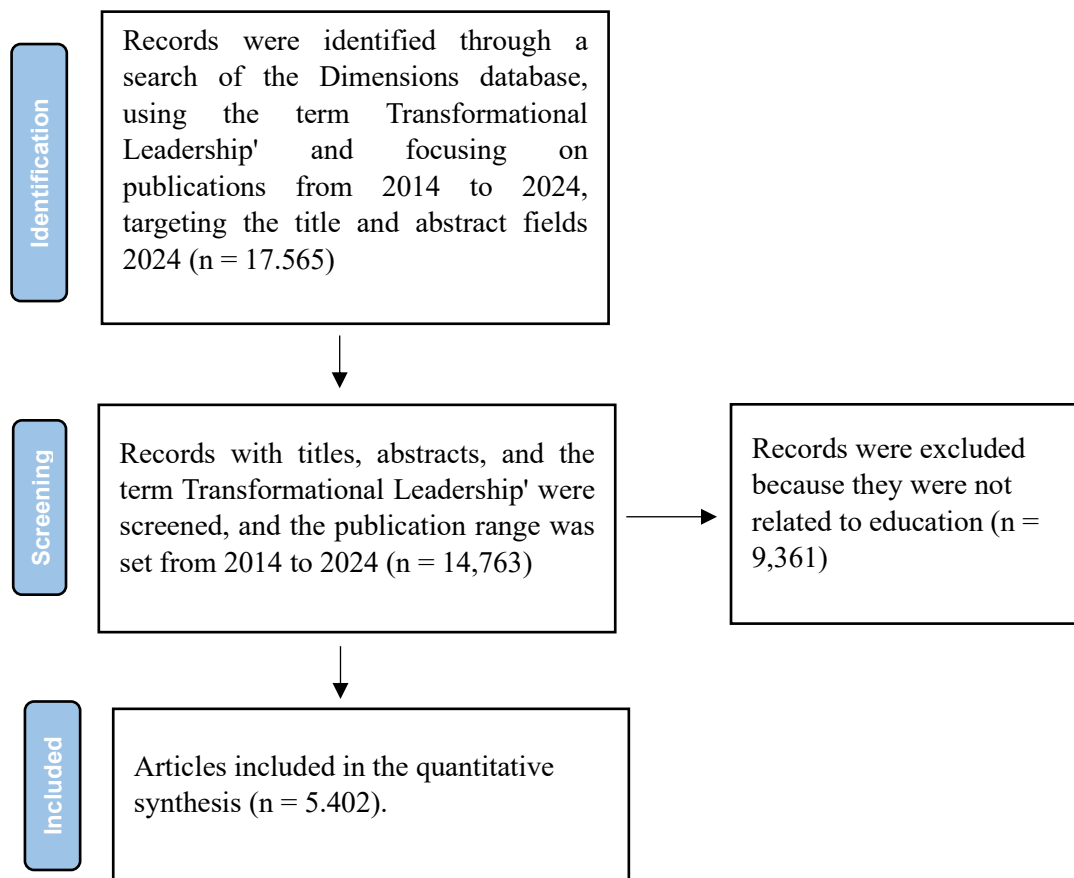 Identification
Records were identified through a
search of the Dimensions database,
using the term Transformational
Leadership' and focusing on
publications from 2014 to 2024,
targeting the title and abstract fields
2024 (n = 17.565)
Screening
Records with titles, abstracts, and the
term Transformational Leadership' were
screened, and the publication range was
set from 2014 to 2024 (n = 14,763)
Records were excluded
because they were not
related to education (n =
9,361)
Included
Articles included in the quantitative
synthesis (n = 5.402).